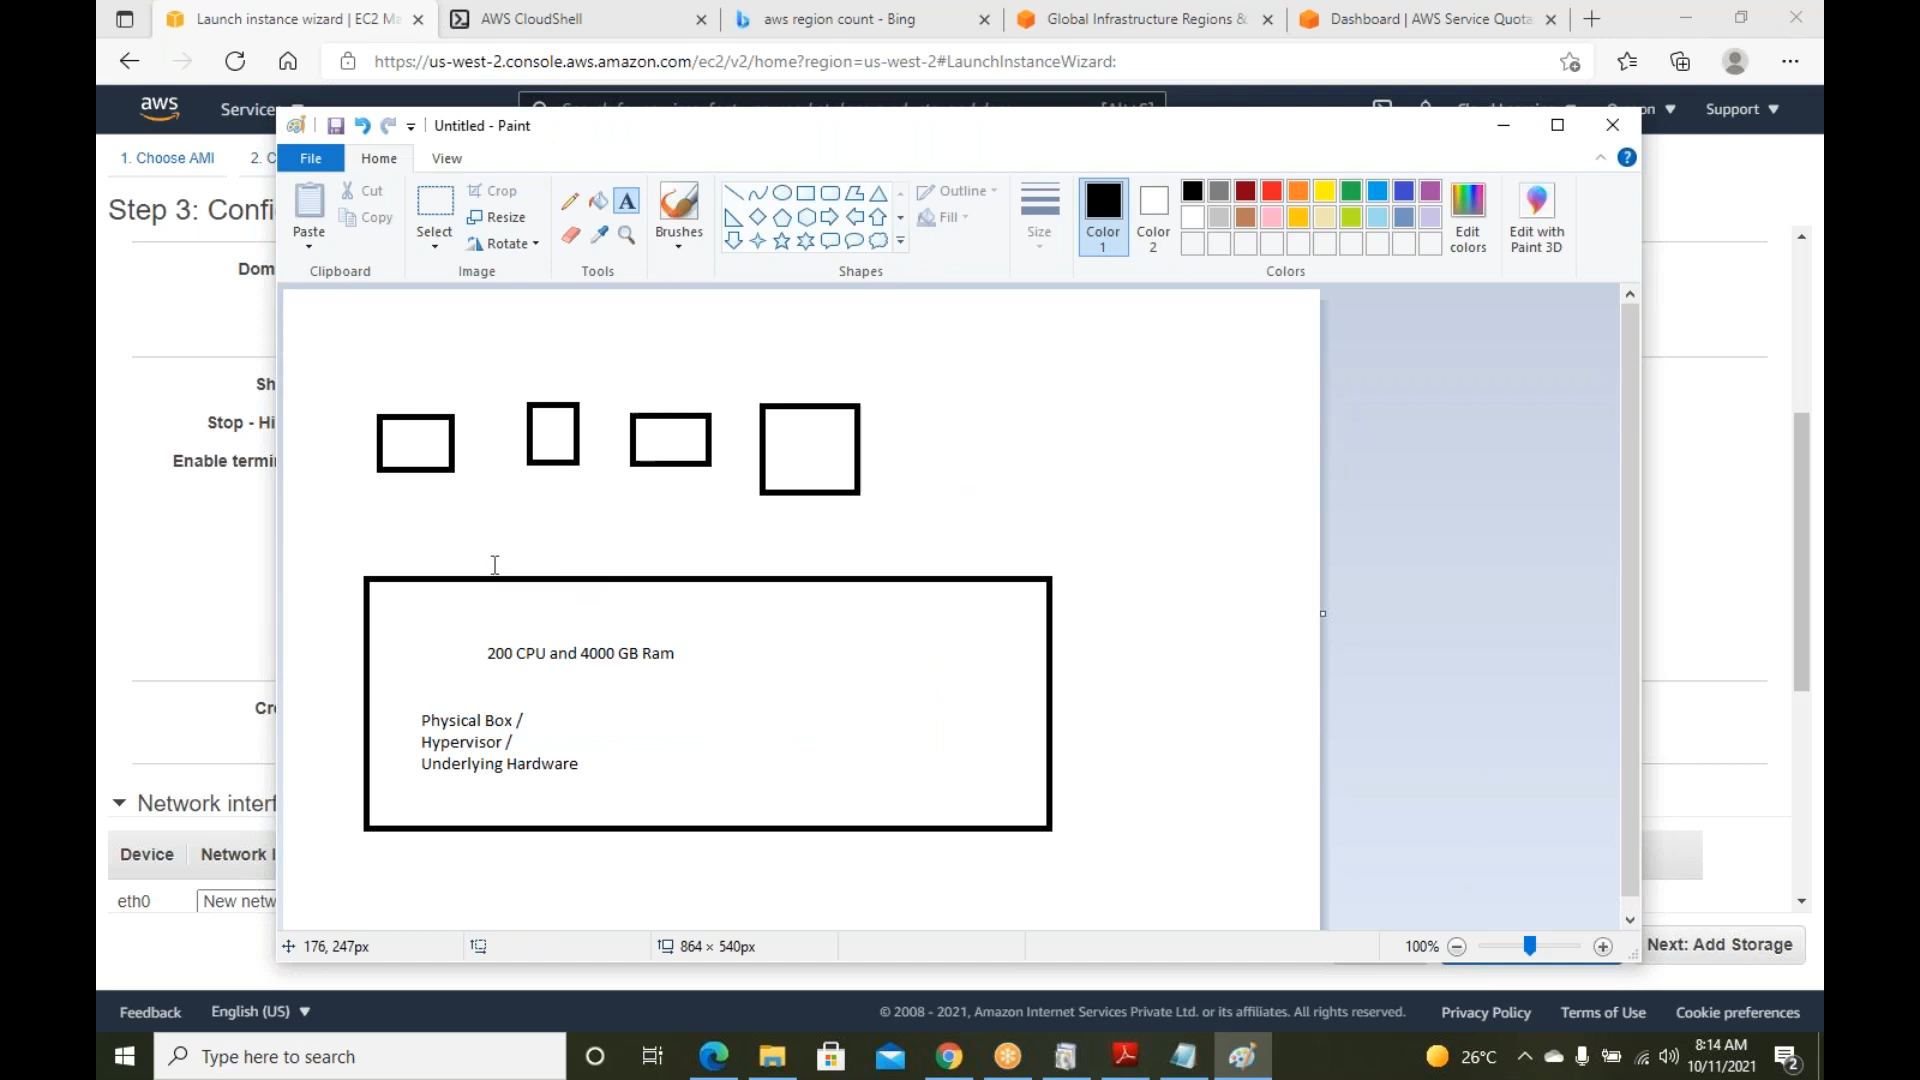 Launch instance wizard | EC2 Ma
AWS CloudShell
aws region count - Bing
Global Infrastructure Regions &
Dashboard | AWS Service Quota
https://us-west-2.console.aws.amazon.com/ec2/v2/home?region=us-west-2#LaunchInstanceWizard:
aws
Service
Support
1. Choose AMI
2. C
Step 3: Confi
Dom
Sh
Stop - Hi
Enable termi
Cre
Network interf
Device
Network I
eth0
New netw
Next: Add Storage
Untitled - Paint
File
Home
View
Paste
Cut
Copy
Clipboard
Select
Crop
Resize
Rotate
Image
A
Tools
Brushes
Shapes
Outline
Fill
Size
Color
1
Color
2
Colors
Edit
colors
Edit with
Paint 3D
200 CPU and 4000 GB Ram
Physical Box /
Hypervisor /
Underlying Hardware
176, 247px
864 × 540px
100%
Feedback
English (US)
© 2008 - 2021, Amazon Internet Services Private Ltd. or its affiliates. All rights reserved.
Privacy Policy
Terms of Use
Cookie preferences
Type here to search
26°C
8:14 AM
10/11/2021
2